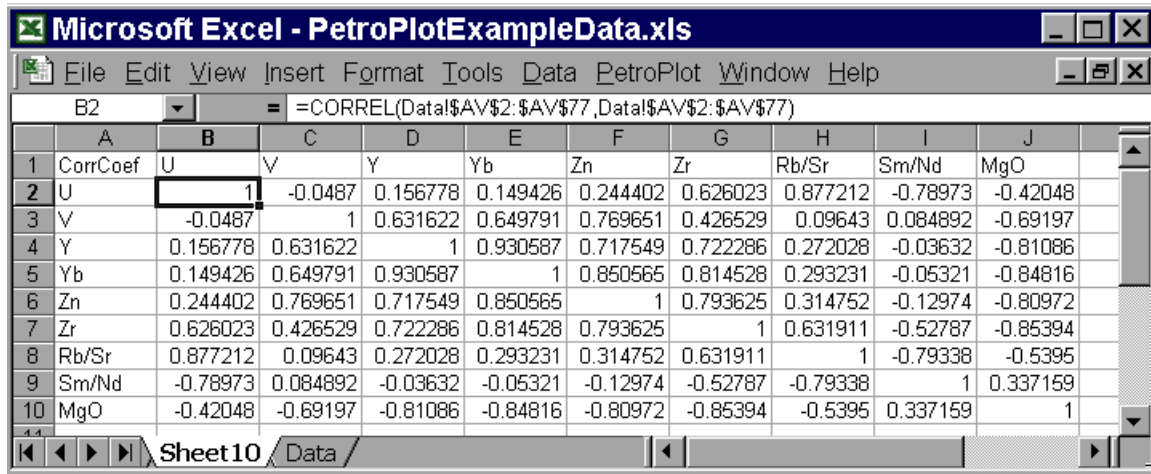 Microsoft Excel - PetroPlotExampleData.xls
File Edit View Insert Format Tools Data PetroPlot Window Help
B2 = =CORREL(Data!$AV$2:$AV$77,Data!$AV$2:$AV$77)
A B C D E F G H I J
1 CorrCoef U V Y Yb Zn Zr Rb/Sr Sm/Nd MgO
2 U 1 -0.0487 0.156778 0.149426 0.244402 0.626023 0.877212 -0.78973 -0.42048
3 V -0.0487 1 0.631622 0.649791 0.769651 0.426529 0.09643 0.084892 -0.69197
4 Y 0.156778 0.631622 1 0.930587 0.717549 0.722286 0.272028 -0.03632 -0.81086
5 Yb 0.149426 0.649791 0.930587 1 0.850565 0.814528 0.293231 -0.05321 -0.84816
6 Zn 0.244402 0.769651 0.717549 0.850565 1 0.793625 0.314752 -0.12974 -0.80972
7 Zr 0.626023 0.426529 0.722286 0.814528 0.793625 1 0.631911 -0.52787 -0.85394
8 Rb/Sr 0.877212 0.09643 0.272028 0.293231 0.314752 0.631911 1 -0.79338 -0.5395
9 Sm/Nd -0.78973 0.084892 -0.03632 -0.05321 -0.12974 -0.52787 -0.79338 1 0.337159
10 MgO -0.42048 -0.69197 -0.81086 -0.84816 -0.80972 -0.85394 -0.5395 0.337159 1
Sheet10 Data